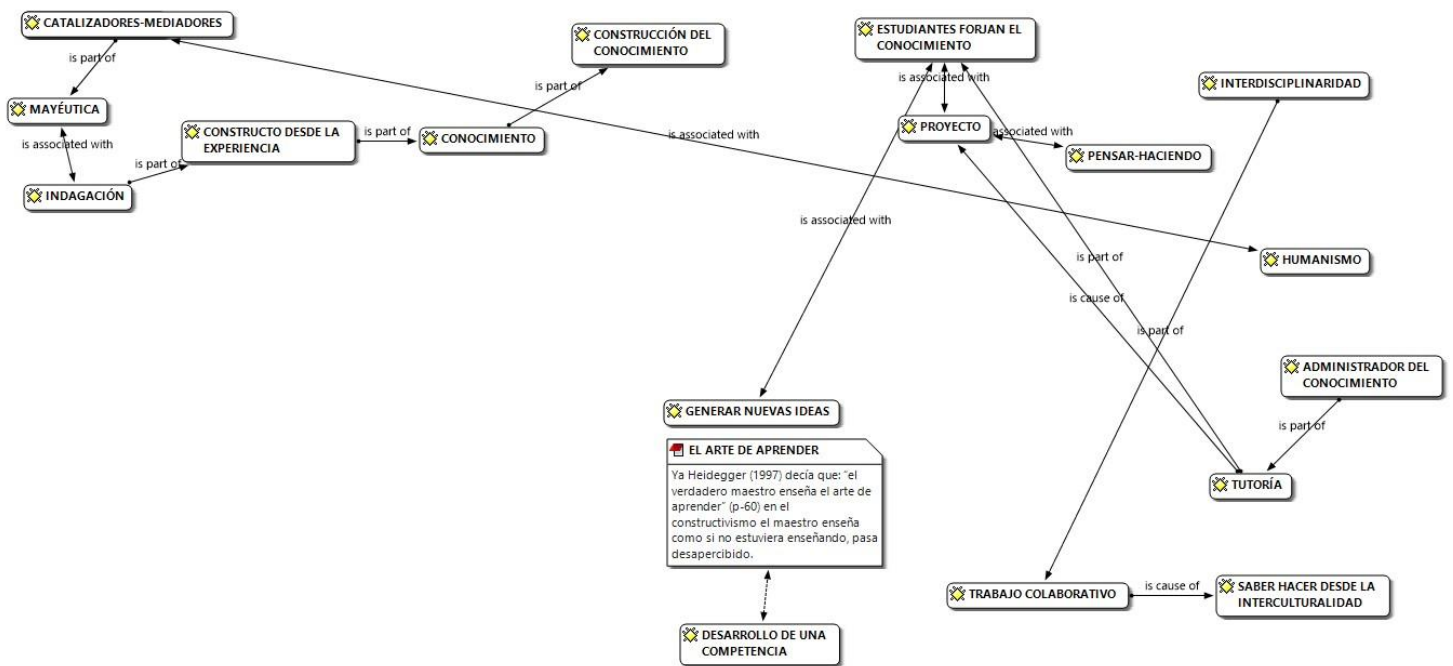 CATALIZADORES-MEDIADORES
is part of
MAYÉUTICA
is associated with
INDAGACIÓN
is part of
CONSTRUCTO DESDE LA
EXPERIENCIA
is part of
CONOCIMIENTO
is part of
CONSTRUCCIÓN DEL
CONOCIMIENTO
is associated with
ESTUDIANTES FORJAN EL
CONOCIMIENTO
is associated with
PROYECTO
associated with
PENSAR-HACIENDO
INTERDISCIPLINARIDAD
is associated with
HUMANISMO
is part of
is cause of
is part of
ADMINISTRADOR DEL
CONOCIMIENTO
is part of
TUTORÍA
GENERAR NUEVAS IDEAS
EL ARTE DE APRENDER
Ya Heidegger (1997) decía que: "el
verdadero maestro enseña el arte de
aprender" (p-60) en el
constructivismo el maestro enseña
como si no estuviera enseñando, pasa
desapercibido.
DESARROLLO DE UNA
COMPETENCIA
TRABAJO COLABORATIVO
is cause of
SABER HACER DESDE LA
INTERCULTURALIDAD